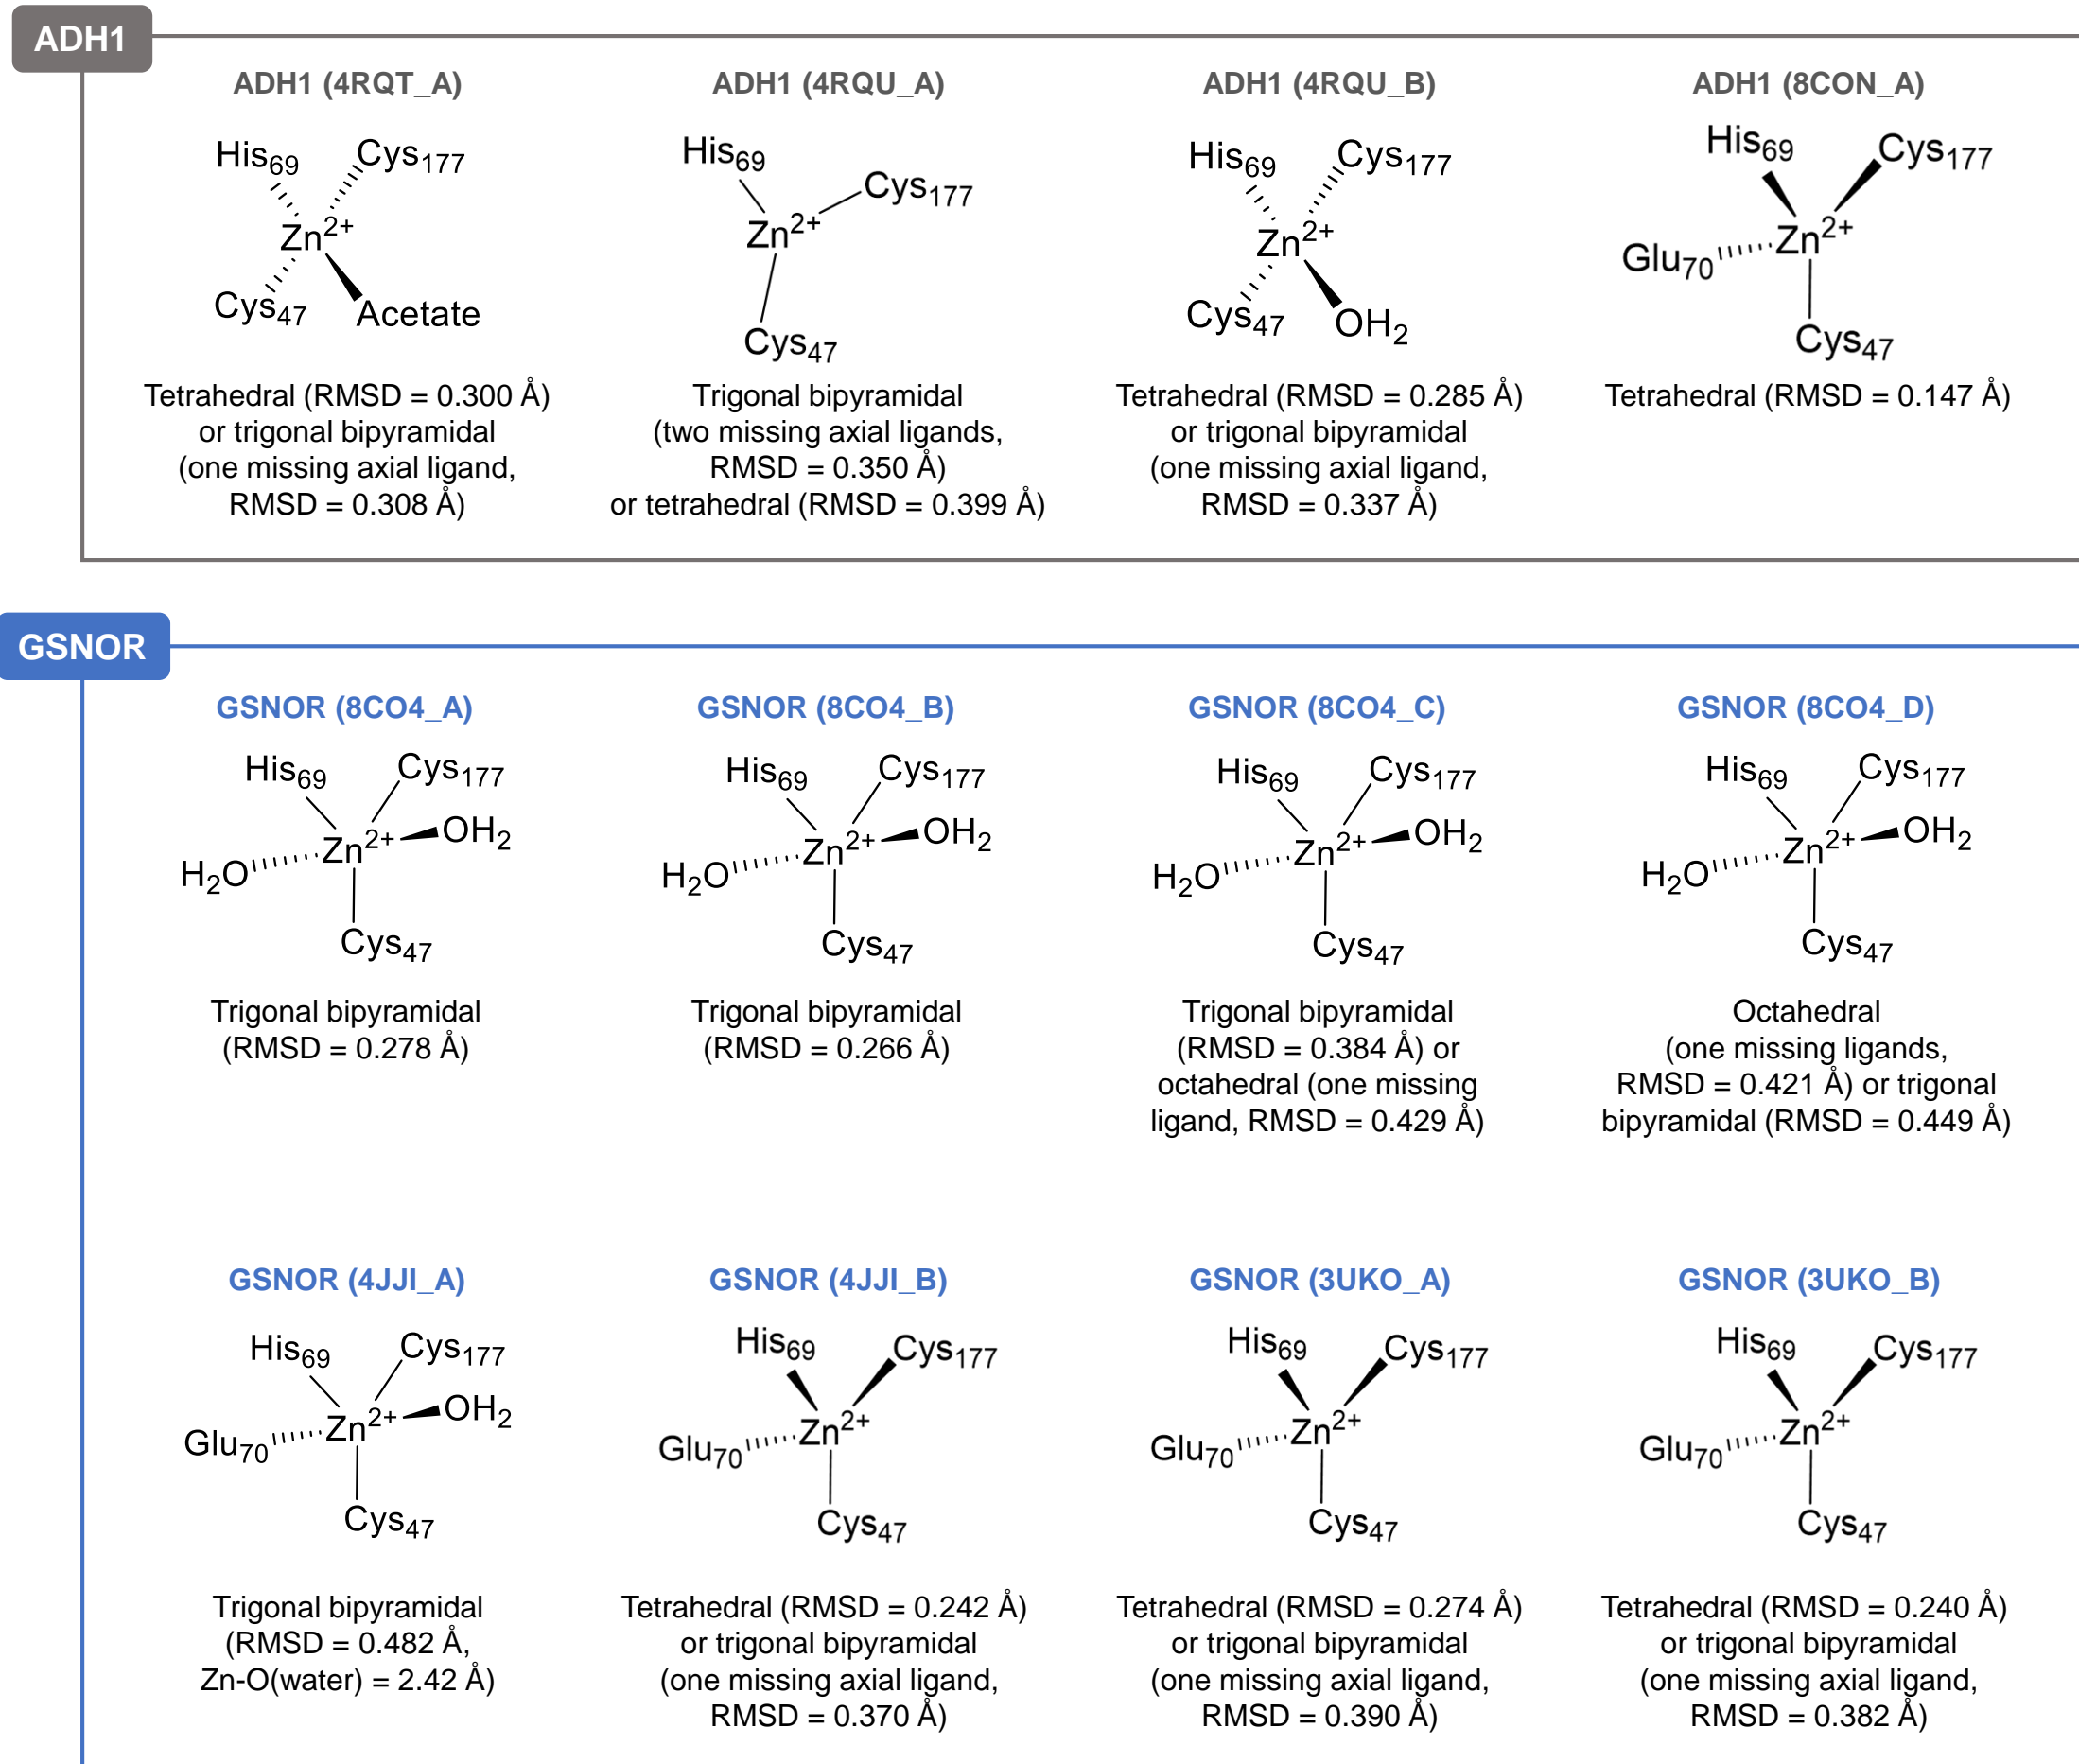 ADH1
ADH1 (4RQT_A)
His69
Cys177
Zn2+
Cys47
Acetate
Tetrahedral (RMSD = 0.300 Å)
or trigonal bipyramidal
(one missing axial ligand,
RMSD = 0.308 Å)
ADH1 (4RQU_A)
His69
Cys177
Zn2+
Cys47
Trigonal bipyramidal
(two missing axial ligands,
RMSD = 0.350 Å)
or tetrahedral (RMSD = 0.399 Å)
ADH1 (4RQU_B)
His69
Cys177
Zn2+
Cys47
OH2
Tetrahedral (RMSD = 0.285 Å)
or trigonal bipyramidal
(one missing axial ligand,
RMSD = 0.337 Å)
ADH1 (8CON_A)
His69
Cys177
Zn2+
Glu70
Cys47
Tetrahedral (RMSD = 0.147 Å)
GSNOR
GSNOR (8CO4_A)
His69
Cys177
OH2
Zn2+
H2O
Cys47
Trigonal bipyramidal
(RMSD = 0.278 Å)
GSNOR (8CO4_B)
His69
Cys177
OH2
Zn2+
H2O
Cys47
Trigonal bipyramidal
(RMSD = 0.266 Å)
GSNOR (8CO4_C)
His69
Cys177
OH2
Zn2+
H2O
Cys47
Trigonal bipyramidal
(RMSD = 0.384 Å) or
octahedral (one missing
ligand, RMSD = 0.429 Å)
GSNOR (8CO4_D)
His69
Cys177
OH2
Zn2+
H2O
Cys47
Octahedral
(one missing ligands,
RMSD = 0.421 Å) or trigonal
bipyramidal (RMSD = 0.449 Å)
GSNOR (4JJI_A)
His69
Cys177
OH2
Zn2+
Glu70
Cys47
Trigonal bipyramidal
(RMSD = 0.482 Å,
Zn-O(water) = 2.42 Å)
GSNOR (4JJI_B)
His69
Cys177
Zn2+
Glu70
Cys47
Tetrahedral (RMSD = 0.242 Å)
or trigonal bipyramidal
(one missing axial ligand,
RMSD = 0.370 Å)
GSNOR (3UKO_A)
His69
Cys177
Zn2+
Glu70
Cys47
Tetrahedral (RMSD = 0.274 Å)
or trigonal bipyramidal
(one missing axial ligand,
RMSD = 0.390 Å)
GSNOR (3UKO_B)
His69
Cys177
Zn2+
Glu70
Cys47
Tetrahedral (RMSD = 0.240 Å)
or trigonal bipyramidal
(one missing axial ligand,
RMSD = 0.382 Å)